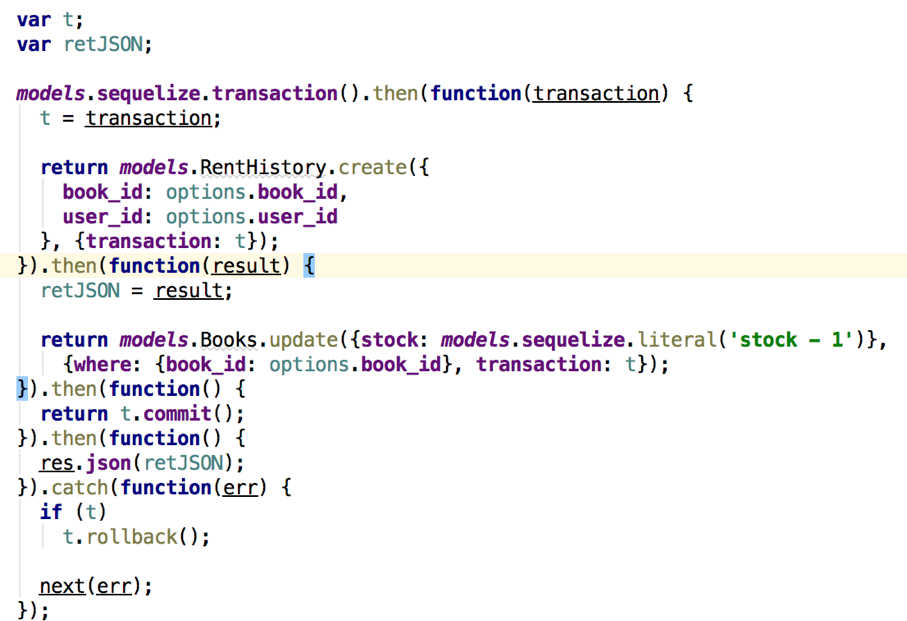 var t;
var retJSON;
models.sequelize.transaction().then(function(transaction) {
t = transaction;
return models.RentHistory.create({
book_id: options.book_id,
user_id: options.user_id
}, {transaction: t});
}).then(function(result) {
retJSON = result;
return models.Books.update({stock: models.sequelize.literal('stock - 1')},
{where: {book_id: options.book_id}, transaction: t});
}).then(function() {
return t.commit();
}).then(function() {
res.json(retJSON);
}).catch(function(err) {
if (t)
t.rollback();
next(err);
});